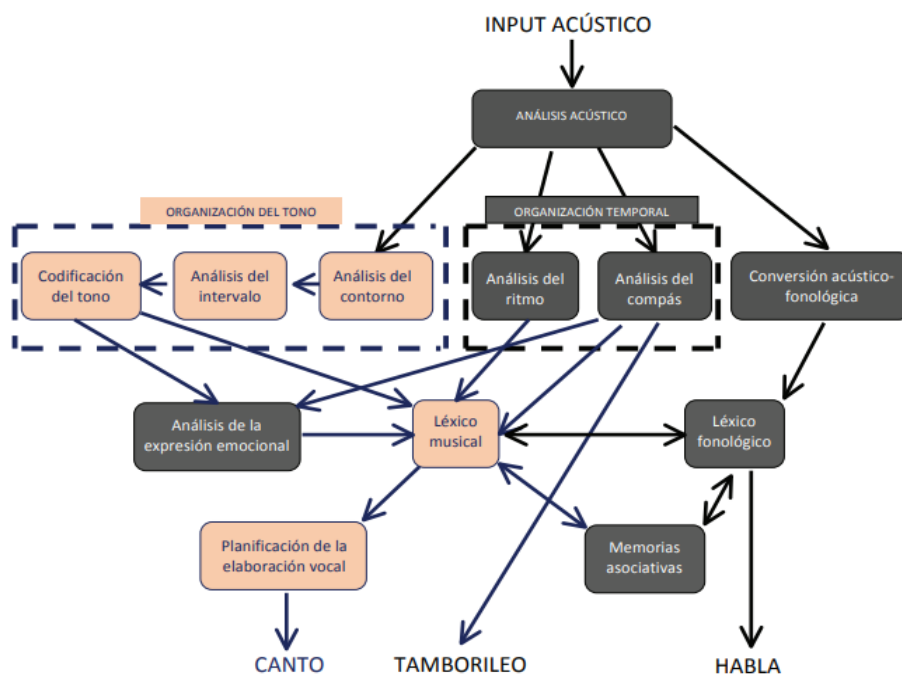 INPUT ACÚSTICO
ANÁLISIS ACÚSTICO
ORGANIZACIÓN DEL TONO
ORGANIZACIÓN TEMPORAL
Codificación
del tono
Análisis del
intervalo
Análisis del
contorno
Análisis del
ritmo
Análisis del
compás
Conversión acústico-
fonológica
Análisis de la
expresión emocional
Léxico
musical
Léxico
fonológico
Planificación de la
elaboración vocal
Memorias
asociativas
CANTO
TAMBORILEO
HABLA